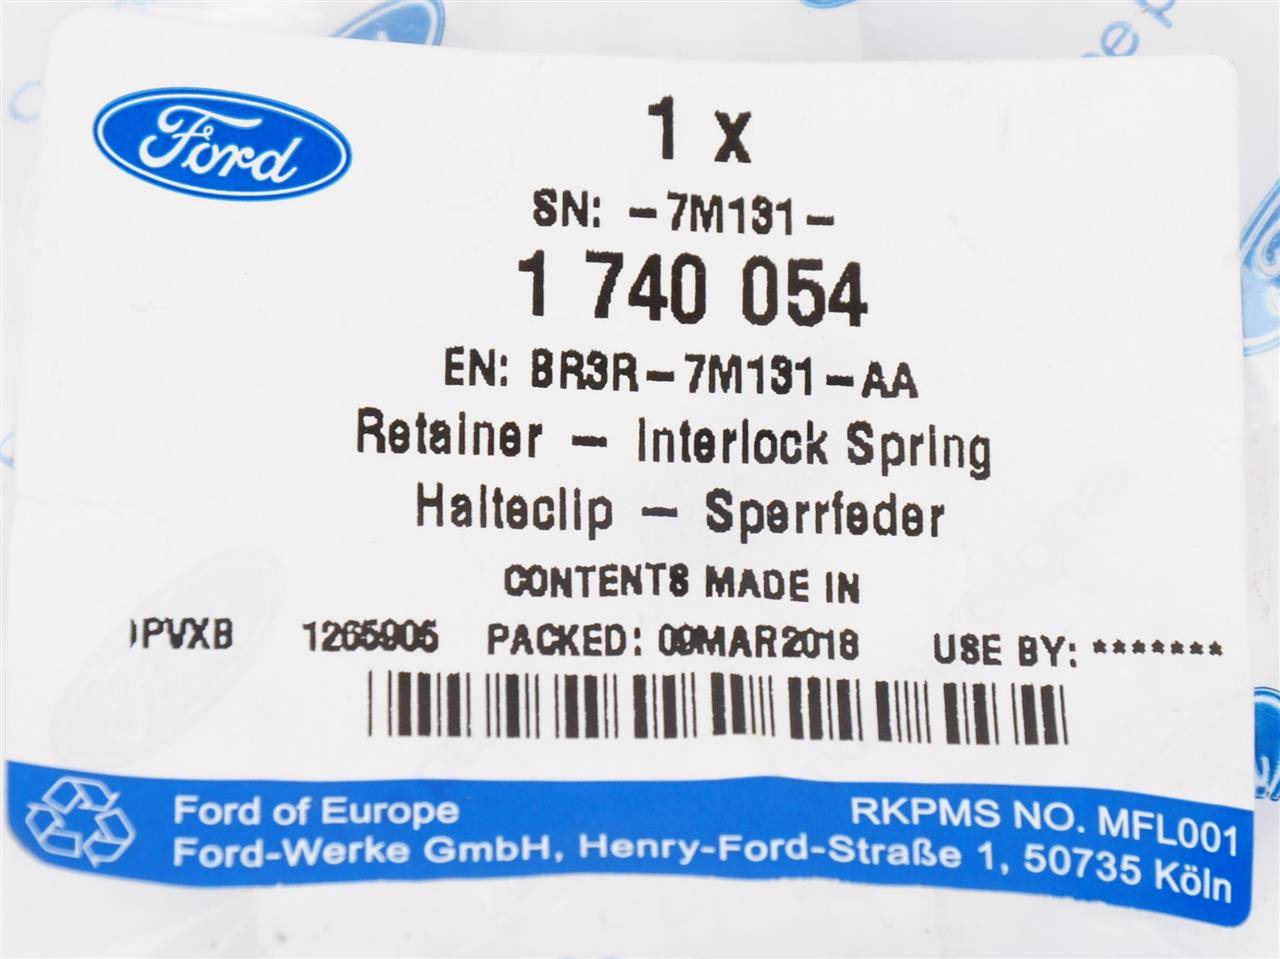 Ford
1 x
SN: -7M131-
1 740 054
EN: BR3R-7M131-AA
Retainer - Interlock Spring
Halteclip - Sperrfeder
CONTENTS MADE IN
PVXB 1265905 PACKED: 09MAR2018 USE BY: *******
Ford of Europe RKPMS NO. MFL001
Ford-Werke GmbH, Henry-Ford-Straße 1, 50735 Köln